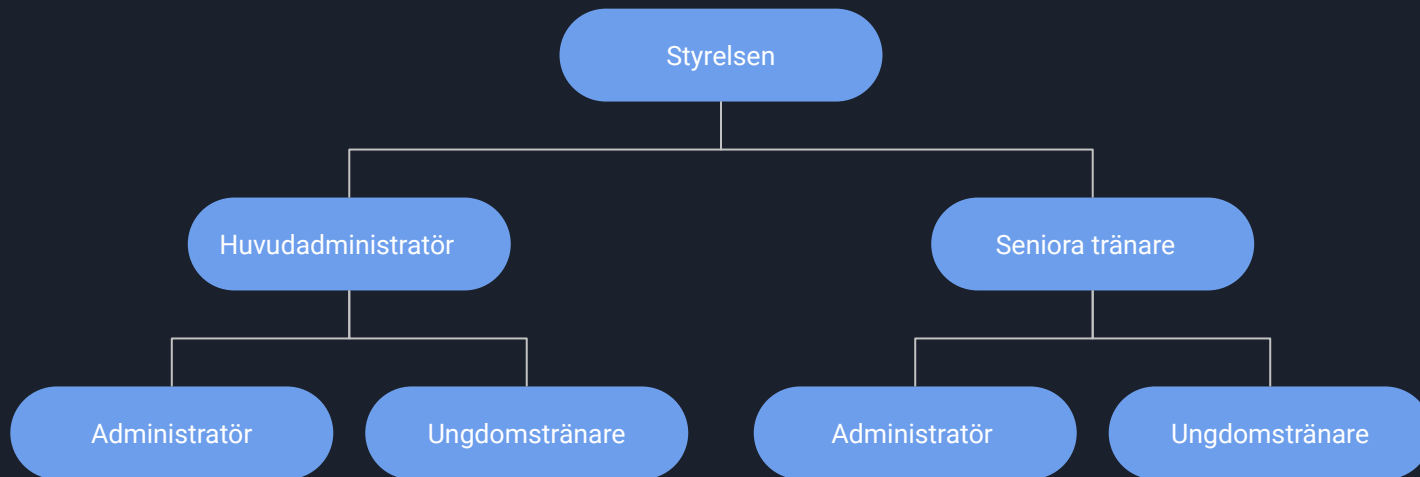 Styrelsen
Huvudadministratör
Seniora tränare
Administratör
Ungdomstränare
Administratör
Ungdomstränare